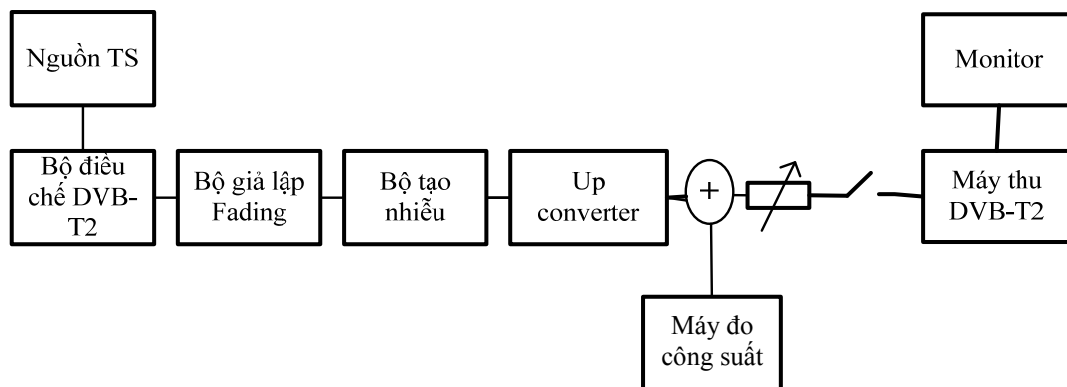 Nguồn TS
Monitor
Bộ điều
chế DVB-
T2
Bộ giả lập
Fading
Bộ tạo
nhiễu
Up
converter
+
Máy thu
DVB-T2
Máy đo
công suất